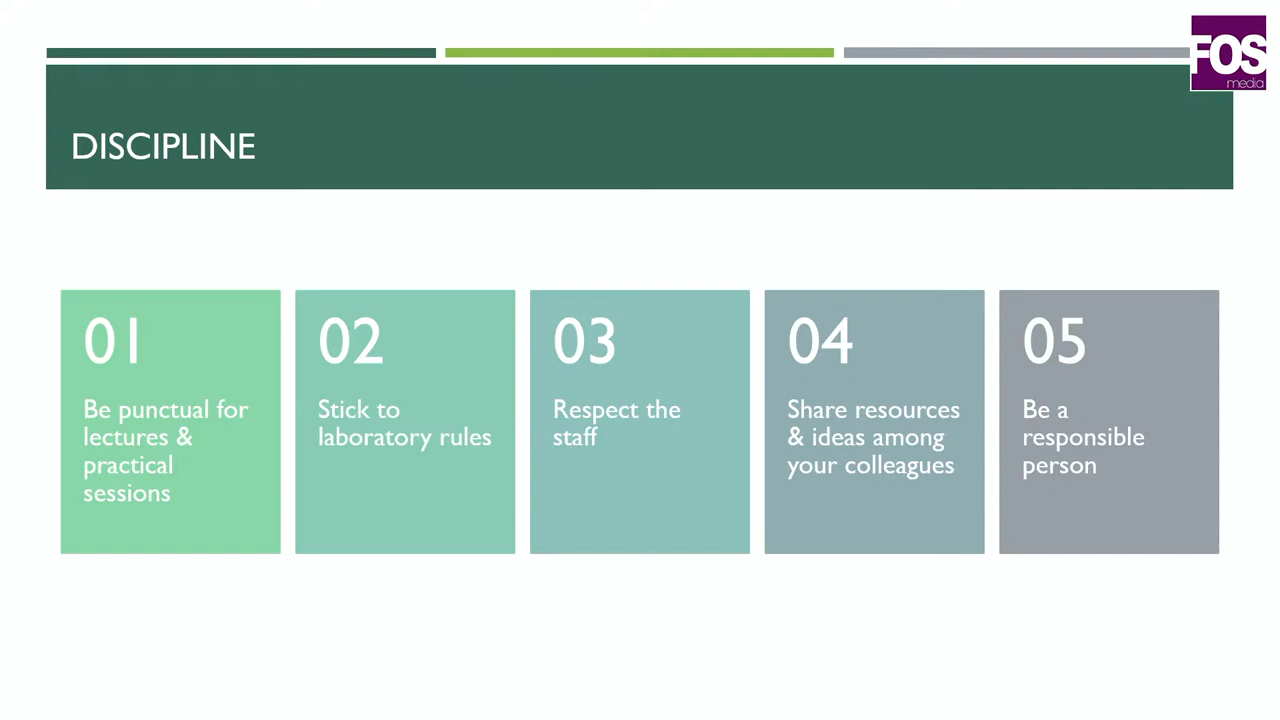 FOS
media
DISCIPLINE
01
Be punctual for
lectures &
practical
sessions
02
Stick to
laboratory rules
03
Respect the
staff
04
Share resources
& ideas among
your colleagues
05
Be a
responsible
person